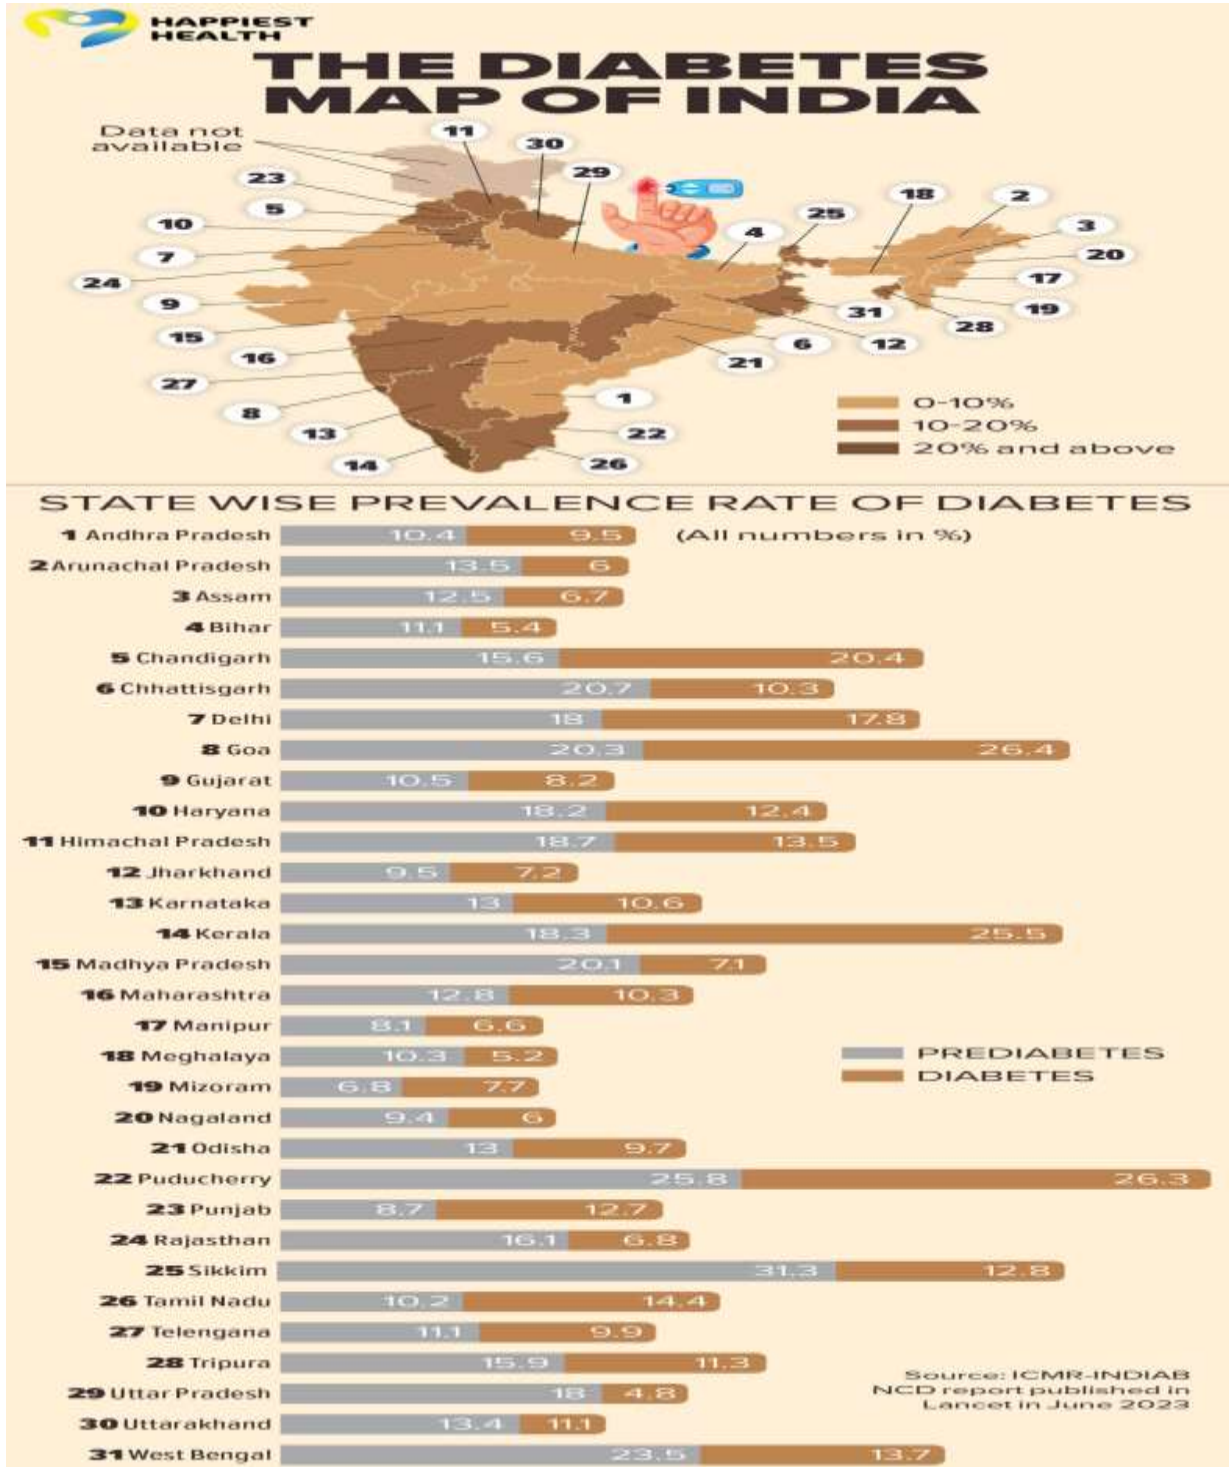 HAPPIEST
HEALTH
THE DIABETES
MAP OF INDIA
Data not
available
11
30
29
23
5
10
7
24
9
15
16
27
8
13
14
18
2
25
3
4
20
17
19
31
28
12
6
21
1
22
26
0-10%
10-20%
20% and above
STATE WISE PREVALENCE RATE OF DIABETES
(All numbers in %)
1 Andhra Pradesh 10.4 9.5
2 Arunachal Pradesh 13.5 6
3 Assam 12.5 6.7
4 Bihar 11.1 5.4
5 Chandigarh 15.6 20.4
6 Chhattisgarh 20.7 10.3
7 Delhi 18 17.8
8 Goa 20.3 26.4
9 Gujarat 10.5 8.2
10 Haryana 18.2 12.4
11 Himachal Pradesh 18.7 13.5
12 Jharkhand 9.5 7.2
13 Karnataka 13 10.6
14 Kerala 18.3 25.5
15 Madhya Pradesh 20.1 7.1
16 Maharashtra 12.8 10.3
17 Manipur 8.1 6.6
18 Meghalaya 10.3 5.2
19 Mizoram 6.8 7.7
20 Nagaland 9.4 6
21 Odisha 13 9.7
22 Puducherry 25.8 26.3
23 Punjab 8.7 12.7
24 Rajasthan 16.1 6.8
25 Sikkim 31.3 12.8
26 Tamil Nadu 10.2 14.4
27 Telengana 11.1 9.9
28 Tripura 15.9 11.3
29 Uttar Pradesh 18 4.8
30 Uttarakhand 13.4 11.1
31 West Bengal 23.5 13.7
PREDIABETES
DIABETES
Source: ICMR-INDIAB
NCD report published in
Lancet in June 2023